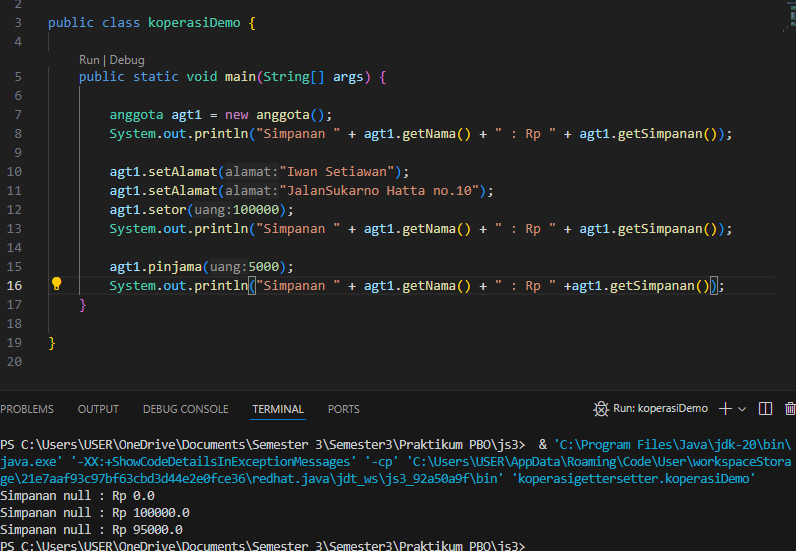 2
3 public class koperasiDemo {
4
Run | Debug
5 public static void main(String[] args) {
6
7 anggota agt1 = new anggota();
8 System.out.println("Simpanan " + agt1.getNama() + " : Rp " + agt1.getSimpanan());
9
10 agt1.setAlamat(alamat:"Iwan Setiawan");
11 agt1.setAlamat(alamat:"JalanSukarno Hatta no.10");
12 agt1.setor(uang:100000);
13 System.out.println("Simpanan " + agt1.getNama() + " : Rp " + agt1.getSimpanan());
14
15 agt1.pinjama(uang:5000);
16 System.out.println("Simpanan " + agt1.getNama() + " : Rp " +agt1.getSimpanan());
17 }
18
19 }
20
PROBLEMS OUTPUT DEBUG CONSOLE TERMINAL PORTS Run: koperasiDemo
PS C:\Users\USER\OneDrive\Documents\Semester 3\Semester3\Praktikum PBO\js3> & 'C:\Program Files\Java\jdk-20\bin\
java.exe' '-XX:+ShowCodeDetailsInExceptionMessages' '-cp' 'C:\Users\USER\AppData\Roaming\Code\User\workspaceStora
ge\21e7aaf93c97bf63cbd3d44e2e0fce36\redhat.java\jdt_ws\js3_92a50a9f\bin' 'koperasigettersetter.koperasiDemo'
Simpanan null : Rp 0.0
Simpanan null : Rp 100000.0
Simpanan null : Rp 95000.0
PS C:\Users\USER\OneDrive\Documents\Semester 3\Semester3\Praktikum PBO\js3>